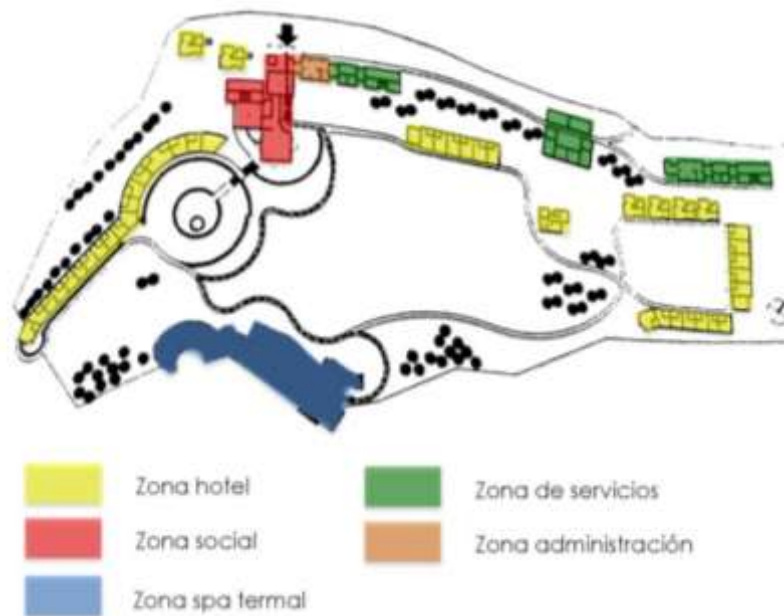 Zona hotel
Zona de servicios
Zona social
Zona administración
Zona spa termal